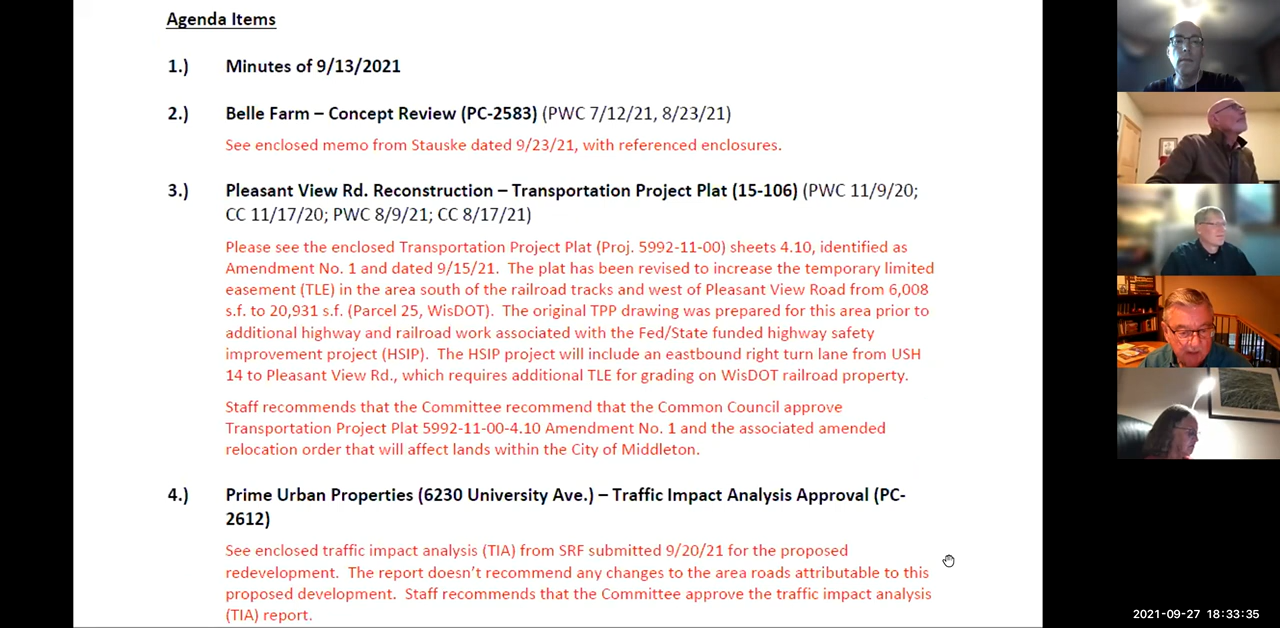 Agenda Items
1.) Minutes of 9/13/2021
2.) Belle Farm – Concept Review (PC-2583) (PWC 7/12/21, 8/23/21)
See enclosed memo from Stauske dated 9/23/21, with referenced enclosures.
3.) Pleasant View Rd. Reconstruction – Transportation Project Plat (15-106) (PWC 11/9/20;
CC 11/17/20; PWC 8/9/21; CC 8/17/21)
Please see the enclosed Transportation Project Plat (Proj. 5992-11-00) sheets 4.10, identified as
Amendment No. 1 and dated 9/15/21.  The plat has been revised to increase the temporary limited
easement (TLE) in the area south of the railroad tracks and west of Pleasant View Road from 6,008
s.f. to 20,931 s.f. (Parcel 25, WisDOT).  The original TPP drawing was prepared for this area prior to
additional highway and railroad work associated with the Fed/State funded highway safety
improvement project (HSIP).  The HSIP project will include an eastbound right turn lane from USH
14 to Pleasant View Rd., which requires additional TLE for grading on WisDOT railroad property.
Staff recommends that the Committee recommend that the Common Council approve
Transportation Project Plat 5992-11-00-4.10 Amendment No. 1 and the associated amended
relocation order that will affect lands within the City of Middleton.
4.) Prime Urban Properties (6230 University Ave.) – Traffic Impact Analysis Approval (PC-
2612)
See enclosed traffic impact analysis (TIA) from SRF submitted 9/20/21 for the proposed
redevelopment.  The report doesn't recommend any changes to the area roads attributable to this
proposed development.  Staff recommends that the Committee approve the traffic impact analysis
(TIA) report.
2021-09-27 18:33:35